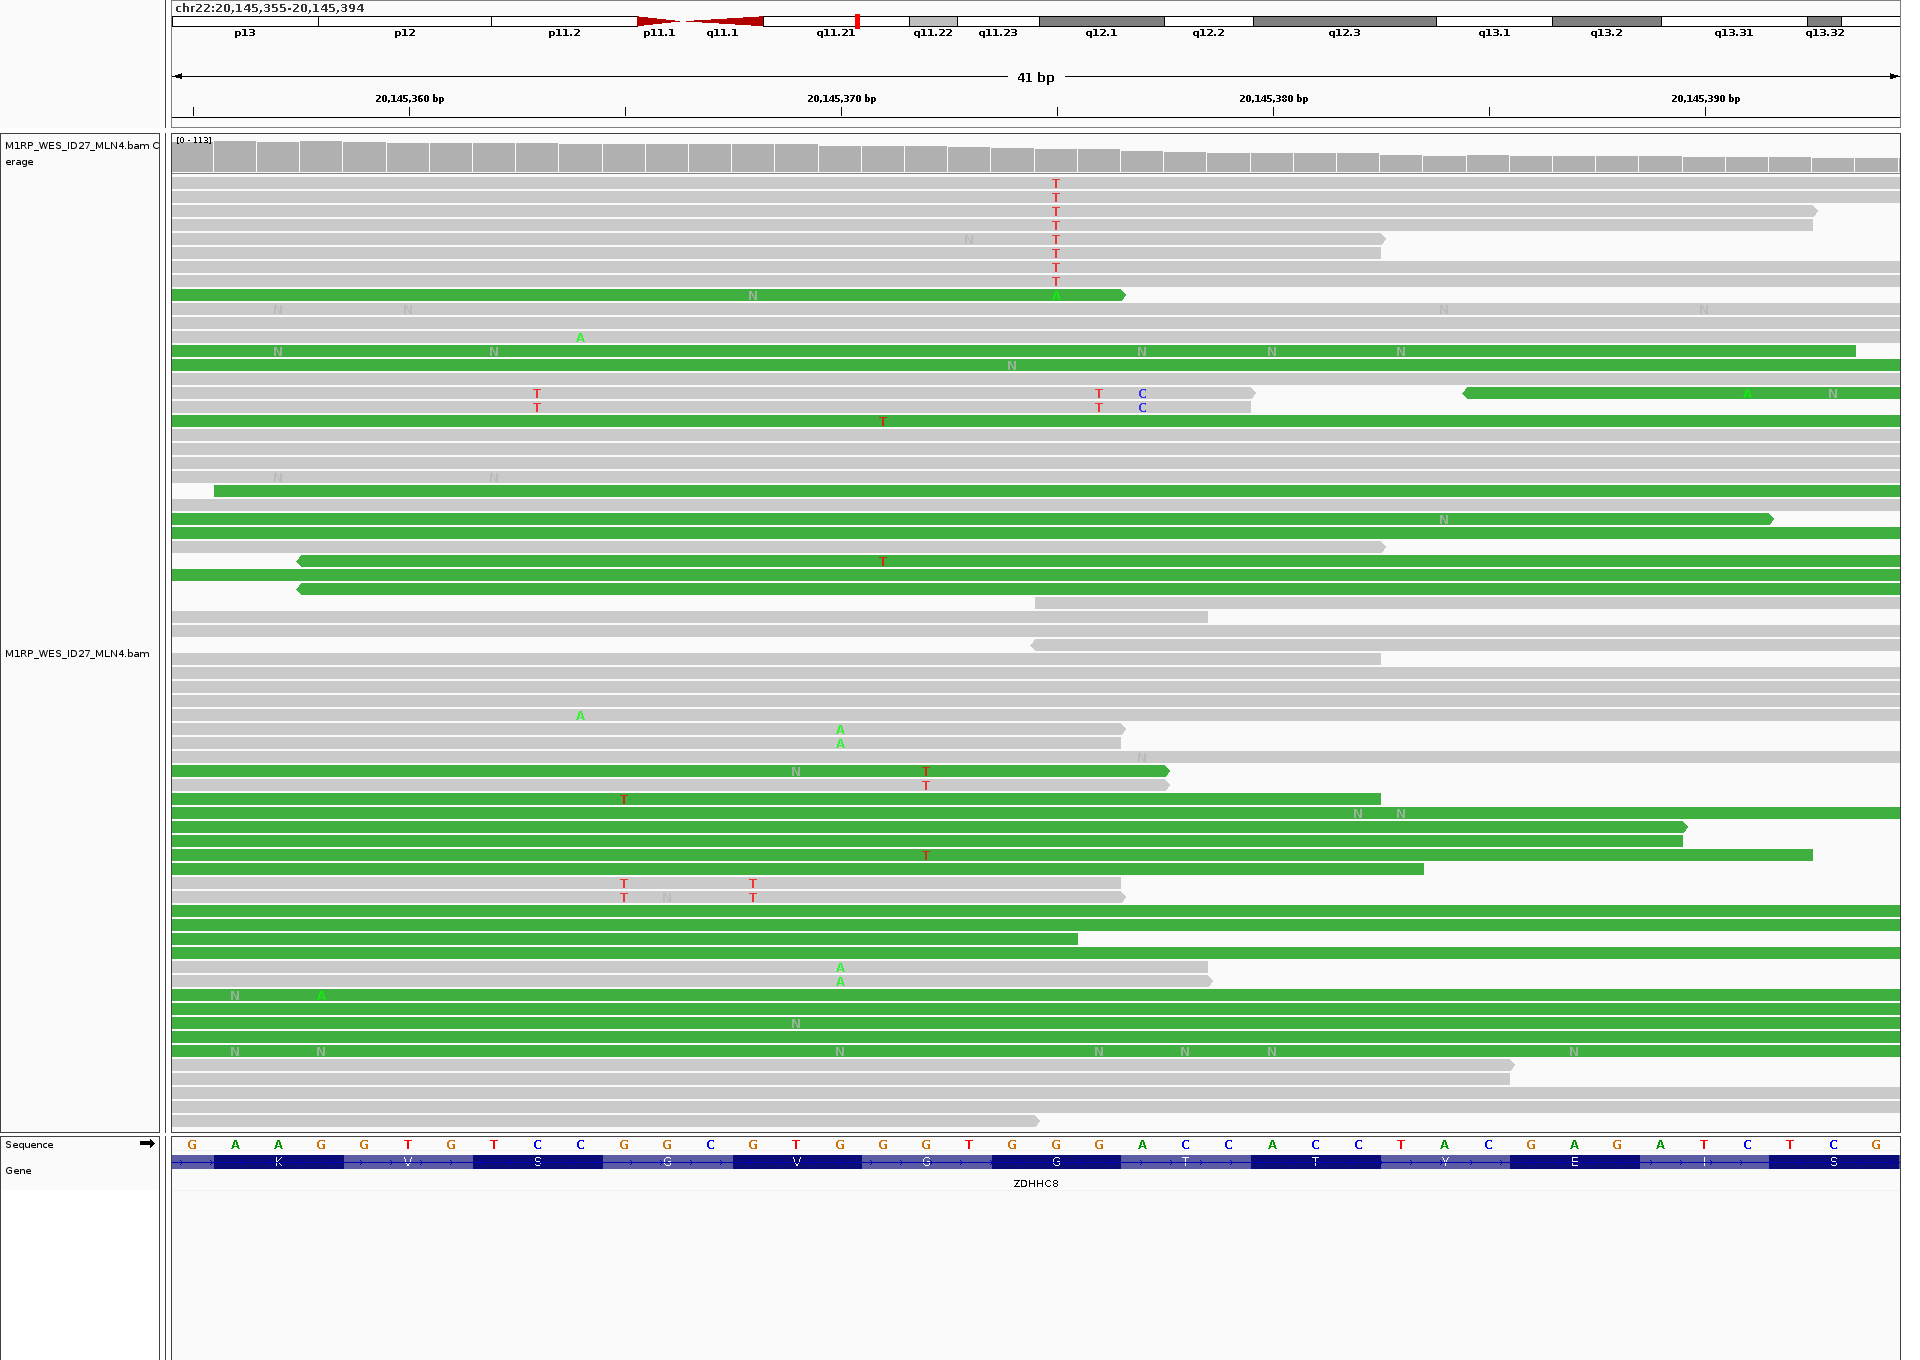 chr22:20,145,355-20,145,394
p13 p12 p11.2 p11.1 q11.1 q11.21 q11.22 q11.23 q12.1 q12.2 q12.3 q13.1 q13.2 q13.31 q13.32
41 bp
20,145,360 bp 20,145,370 bp 20,145,380 bp 20,145,390 bp
M1RP_WES_ID27_MLN4.bam C
erage
[0 - 113]
T
T
T
T
N T
T
T
T
N A
N N N N
A
N N N N N
N
T T C A N
T T C
T
N N
N
T
M1RP_WES_ID27_MLN4.bam
A
A
A
N
N T
T
T
N N
T
T T
T N T
A
A
N A
N
N N N N N N N
Sequence G A A G G T G T C C G G C G T G G G T G G G A C C A C C T A C G A G A T C T C G
Gene K V S G V G G T T Y E I S
ZDHHC8